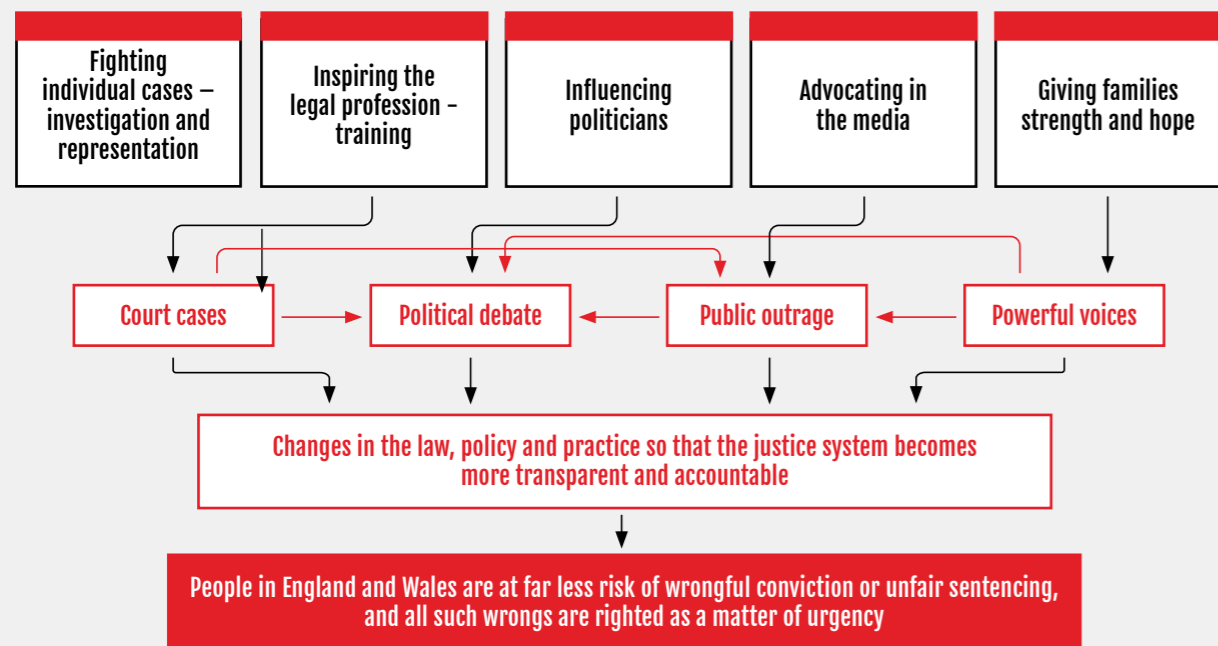 Fighting
individual cases –
investigation and
representation
Inspiring the
legal profession -
training
Influencing
politicians
Advocating in
the media
Giving families
strength and hope
Court cases
Political debate
Public outrage
Powerful voices
Changes in the law, policy and practice so that the justice system becomes
more transparent and accountable
People in England and Wales are at far less risk of wrongful conviction or unfair sentencing,
and all such wrongs are righted as a matter of urgency